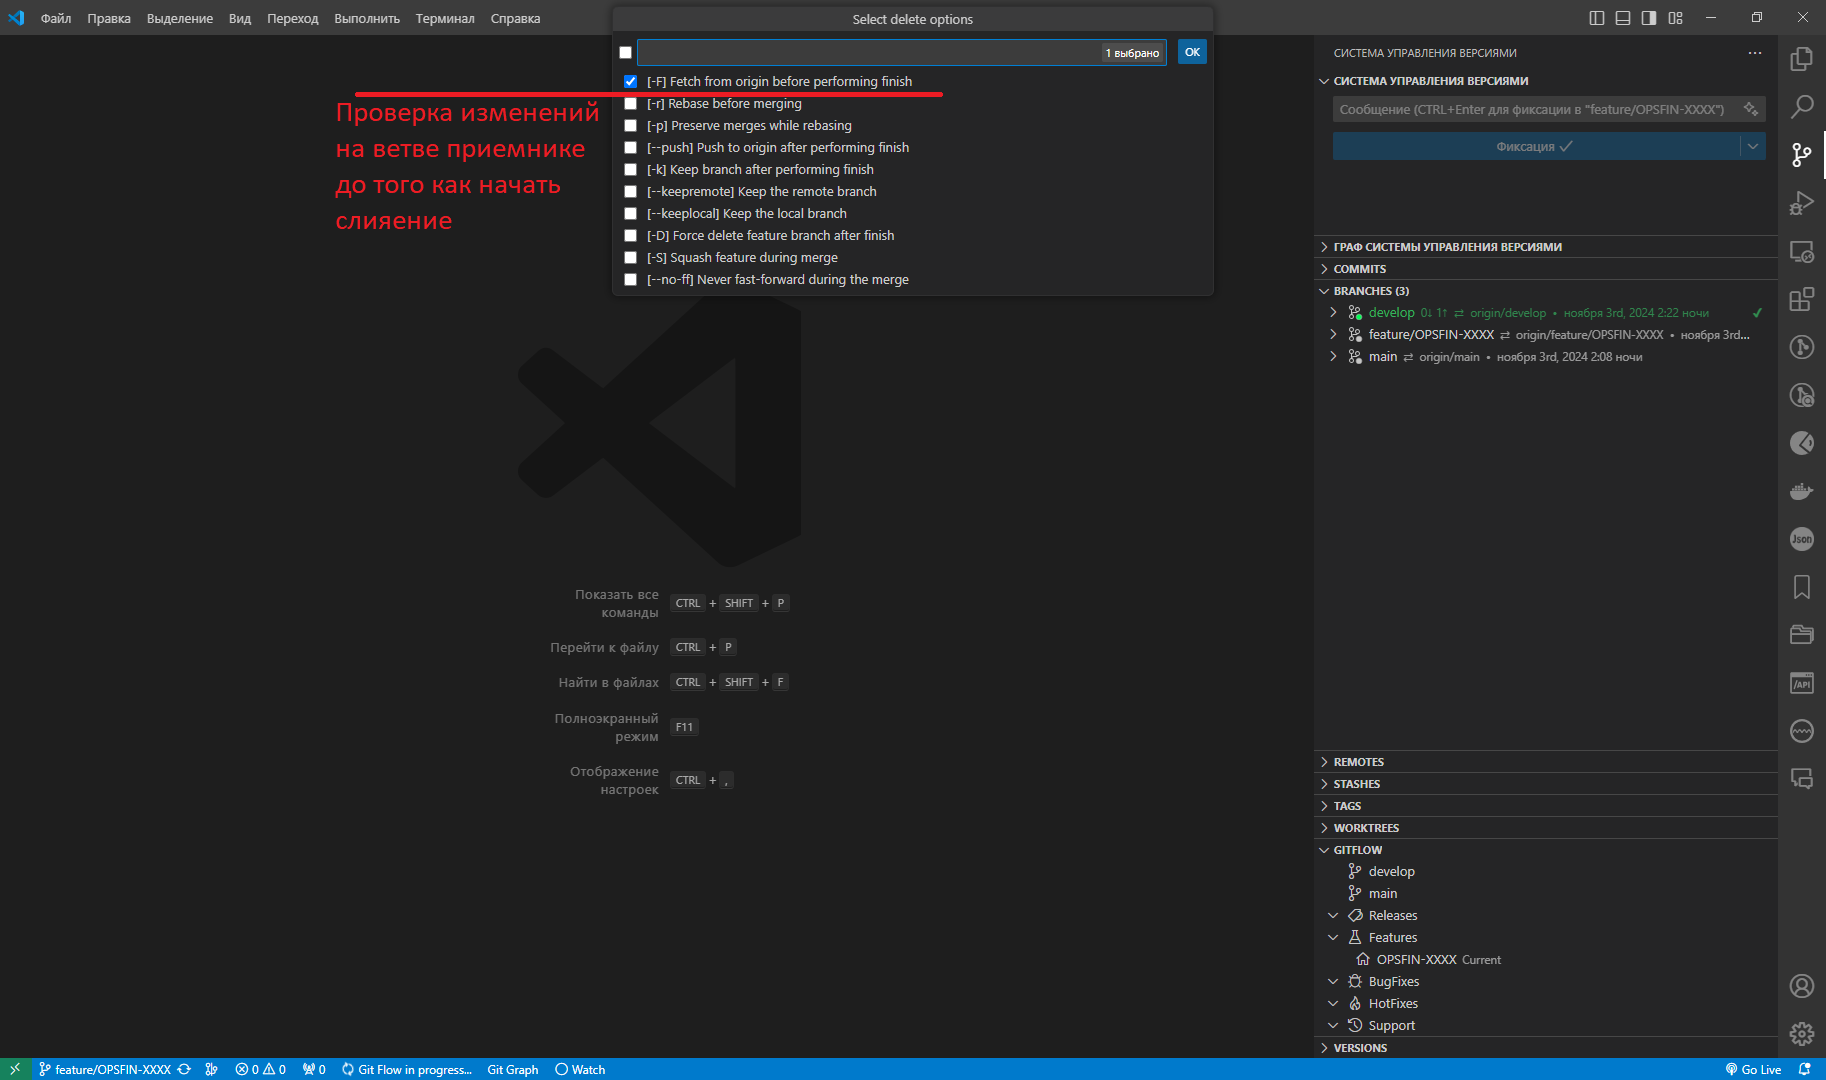 Файл Правка Выделение Вид Переход Выполнить Терминал Справка
Select delete options
1 выбрано OK
[-F] Fetch from origin before performing finish
[-r] Rebase before merging
[-p] Preserve merges while rebasing
[--push] Push to origin after performing finish
[-k] Keep branch after performing finish
[--keepremote] Keep the remote branch
[--keeplocal] Keep the local branch
[-D] Force delete feature branch after finish
[-S] Squash feature during merge
[--no-ff] Never fast-forward during the merge
Проверка изменений
на ветве приемнике
до того как начать
слияение
Показать все
команды
CTRL + SHIFT + P
Перейти к файлу CTRL + P
Найти в файлах CTRL + SHIFT + F
Полноэкранный
режим
F11
Отображение
настроек
CTRL + ,
СИСТЕМА УПРАВЛЕНИЯ ВЕРСИЯМИ ...
СИСТЕМА УПРАВЛЕНИЯ ВЕРСИЯМИ
Сообщение (CTRL+Enter для фиксации в "feature/OPSFIN-XXXX")
Фиксация
ГРАФ СИСТЕМЫ УПРАВЛЕНИЯ ВЕРСИЯМИ
COMMITS
BRANCHES (3)
develop 0↓ 1↑ ⇄ origin/develop • ноября 3rd, 2024 2:22 ночи ✓
feature/OPSFIN-XXXX ⇄ origin/feature/OPSFIN-XXXX • ноября 3rd...
main ⇄ origin/main • ноября 3rd, 2024 2:08 ночи
REMOTES
STASHES
TAGS
WORKTREES
GITFLOW
develop
main
Releases
Features
OPSFIN-XXXX Current
BugFixes
HotFixes
Support
VERSIONS
Json
/API
feature/OPSFIN-XXXX 0 0 0 Git Flow in progress... Git Graph Watch Go Live